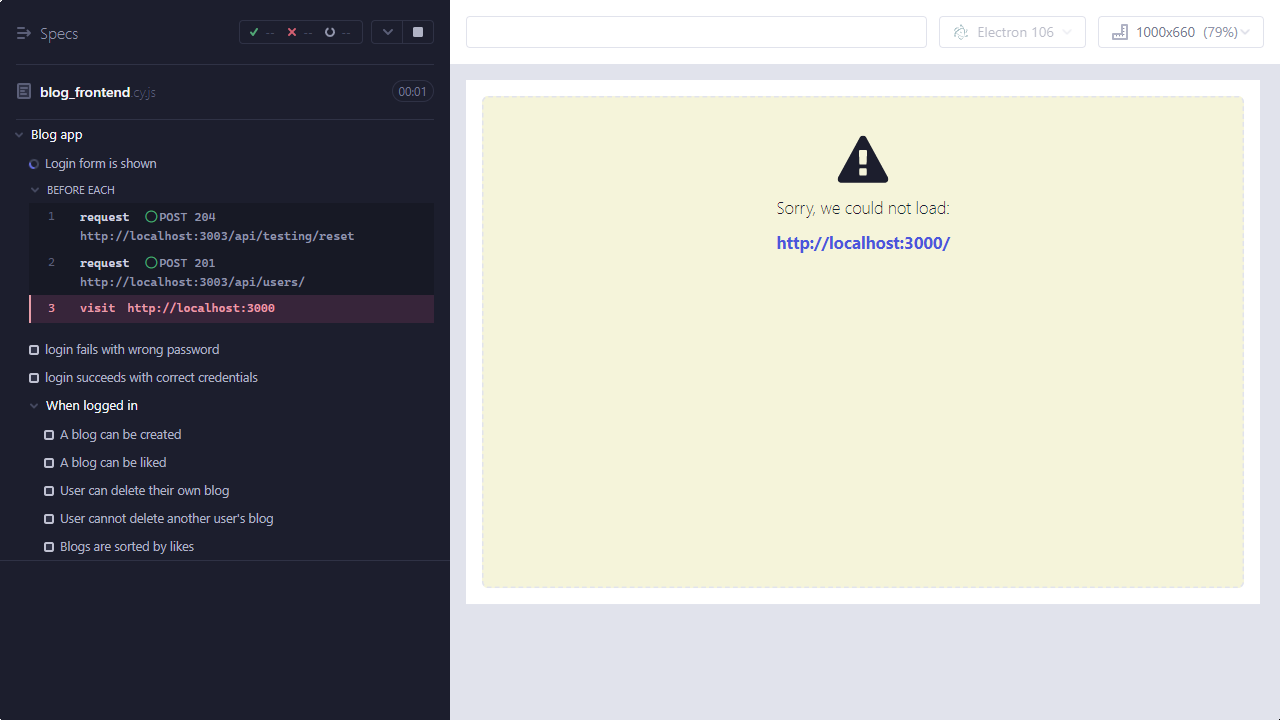 Specs
-- -- --
blog_frontend.cy.js 00:01
Blog app
Login form is shown
BEFORE EACH
1 request POST 204
http://localhost:3003/api/testing/reset
2 request POST 201
http://localhost:3003/api/users/
3 visit http://localhost:3000
login fails with wrong password
login succeeds with correct credentials
When logged in
A blog can be created
A blog can be liked
User can delete their own blog
User cannot delete another user's blog
Blogs are sorted by likes
Electron 106
1000x660 (79%)
Sorry, we could not load:
http://localhost:3000/